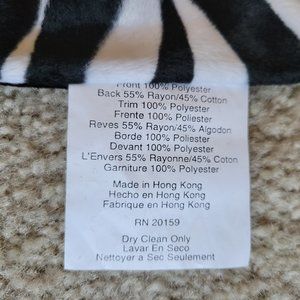 Front 100% Polyester
Back 55% Rayon/45% Cotton
Trim 100% Polyester
Frente 100% Polyester
Reves 55% Rayon/45% Algodon
Borde 100% Polyester
Devant 100% Polyester
L'Envers 55% Rayonne/45% Coton
Garniture 100% Polyester
Made in Hong Kong
Hecho en Hong Kong
Fabrique en Hong Kong
RN 20159
Dry Clean Only
Lavar En Seco
Nettoyer a Sec Seulement